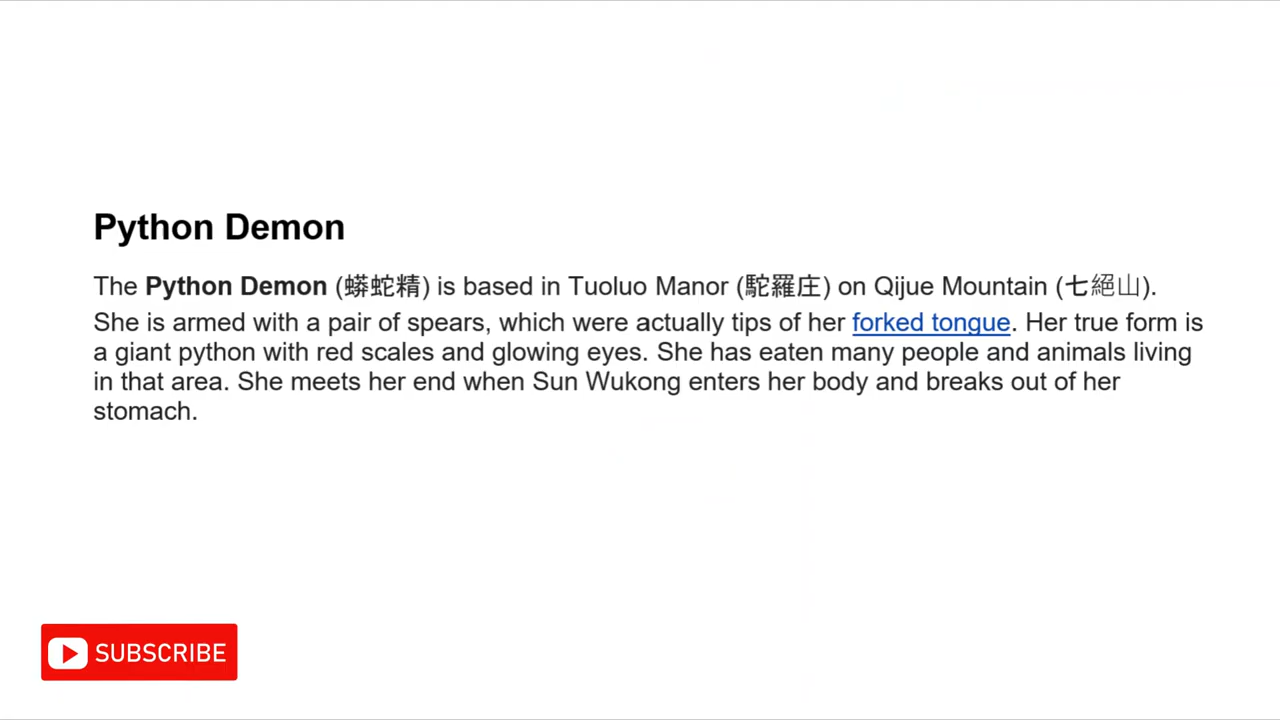 Python Demon
The Python Demon (蟒蛇精) is based in Tuoluo Manor (駝羅庄) on Qijue Mountain (七絕山).
She is armed with a pair of spears, which were actually tips of her forked tongue. Her true form is
a giant python with red scales and glowing eyes. She has eaten many people and animals living
in that area. She meets her end when Sun Wukong enters her body and breaks out of her
stomach.
SUBSCRIBE